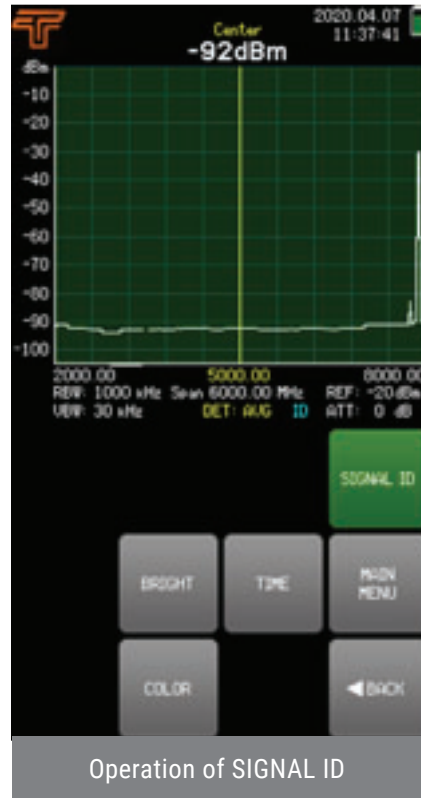 2020.04.07
Center 11:37:41
-92dBm
dBm
-10
-20
-30
-40
-50
-60
-70
-80
-90
-100
2000.00 5000.00 8000.00
RBW: 1000 kHz Span 6000.00 MHz REF: -20dBm
VBW: 30 kHz DET: AVG ID ATT: 0 dB
SIGNAL ID
BRIGHT TIME MAIN MENU
COLOR ◀BACK
Operation of SIGNAL ID